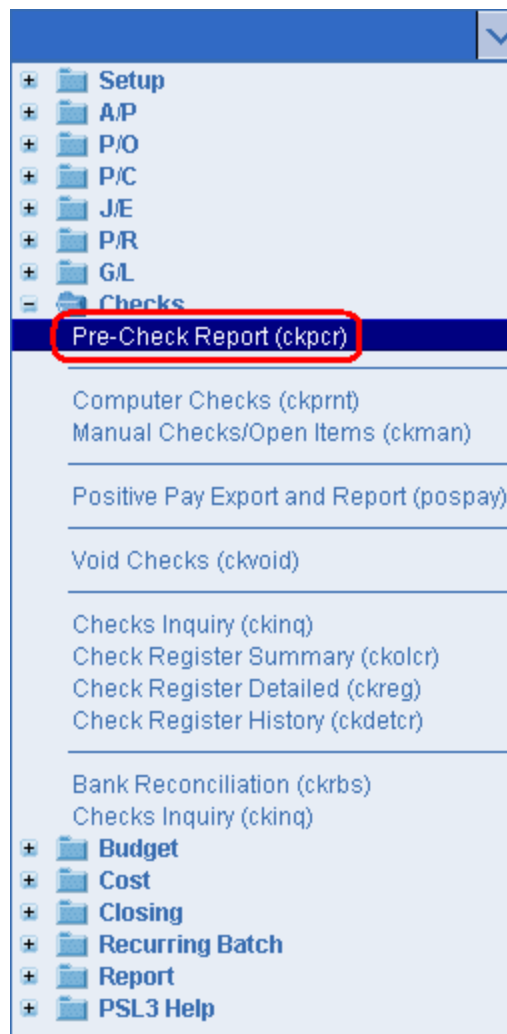 Setup
A/P
P/O
P/C
J/E
P/R
G/L
Checks
Pre-Check Report (ckpcr)
Computer Checks (ckprnt)
Manual Checks/Open Items (ckman)
Positive Pay Export and Report (pospay)
Void Checks (ckvoid)
Checks Inquiry (ckinq)
Check Register Summary (ckolcr)
Check Register Detailed (ckreg)
Check Register History (ckdetcr)
Bank Reconciliation (ckrbs)
Checks Inquiry (ckinq)
Budget
Cost
Closing
Recurring Batch
Report
PSL3 Help